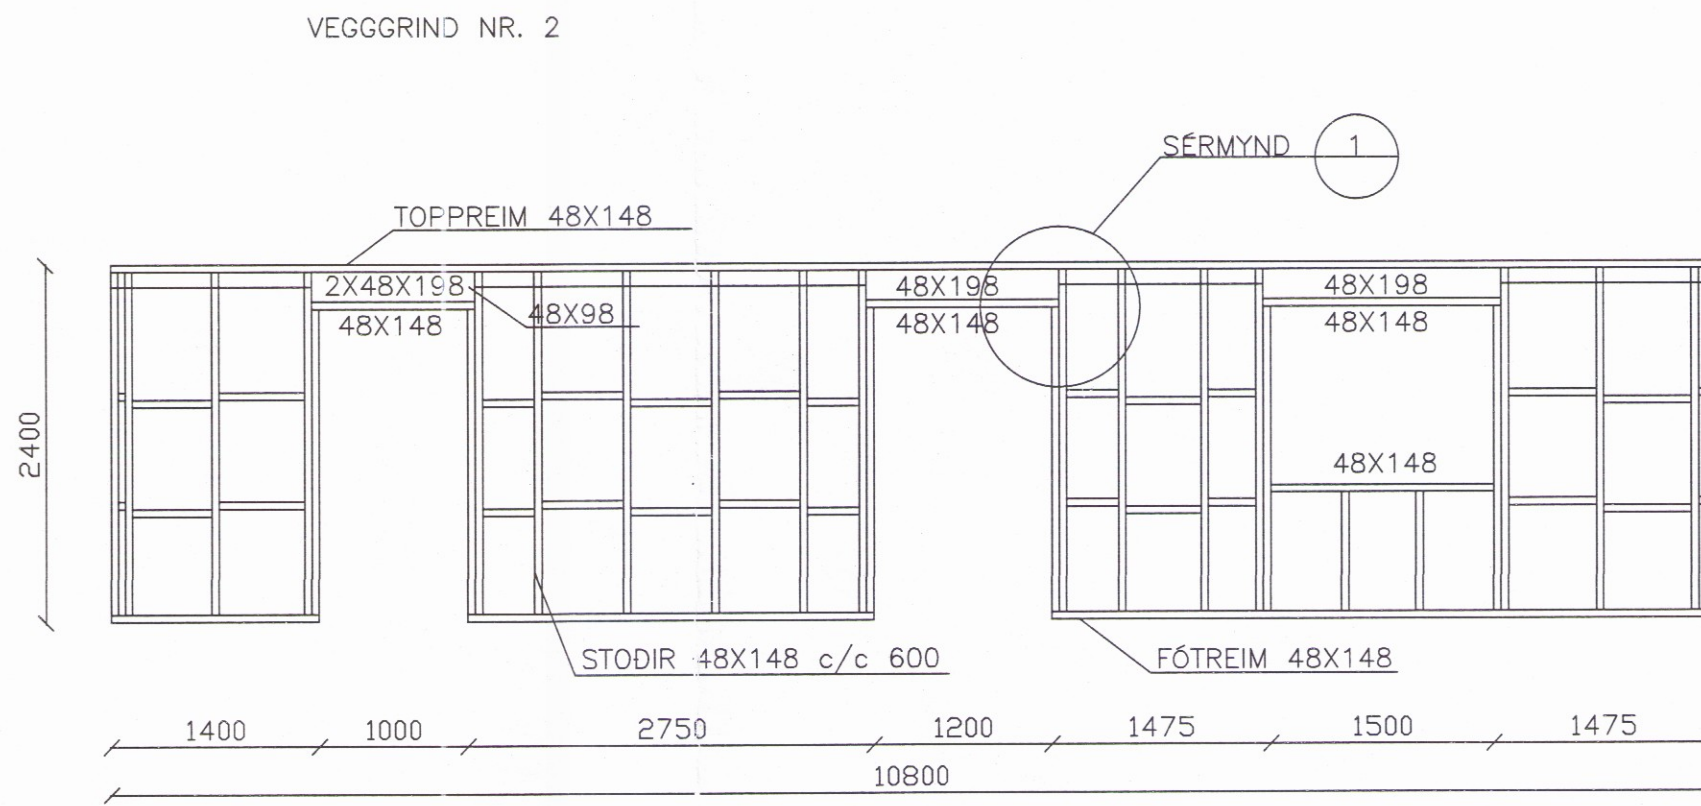 VEGGGRIND NR. 2
SÉRMYND 1
TOPPREIM 48X148
2X48X198
48X148
48X98
48X198
48X148
48X198
48X148
48X148
2400
STOÐIR 48X148 c/c 600
FÓTREIM 48X148
1400 1000 2750 1200 1475 1500 1475
10800